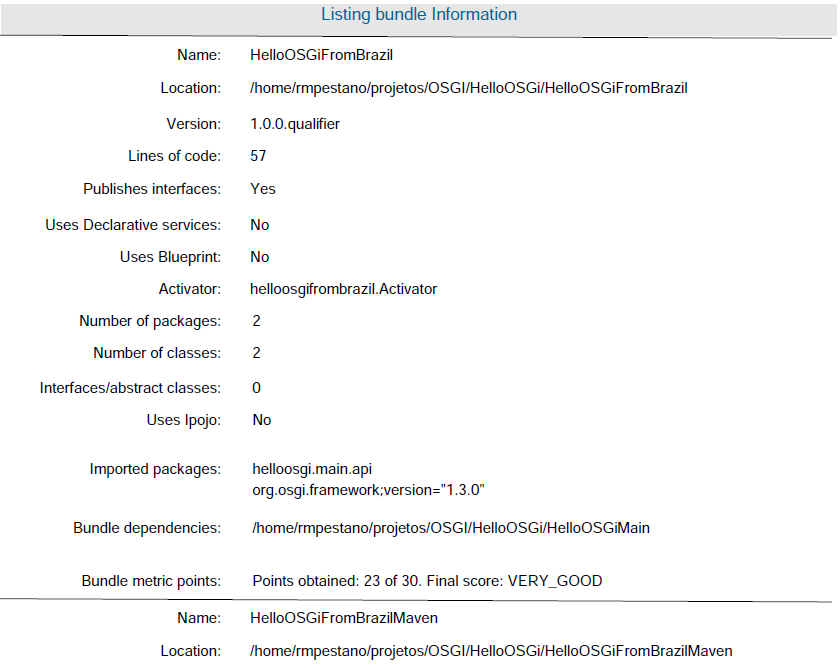 Listing bundle Information
Name: HelloOSGiFromBrazil
Location: /home/rmpestano/projetos/OSGI/HelloOSGi/HelloOSGiFromBrazil
Version: 1.0.0.qualifier
Lines of code: 57
Publishes interfaces: Yes
Uses Declarative services: No
Uses Blueprint: No
Activator: helloosgifrombrazil.Activator
Number of packages: 2
Number of classes: 2
Interfaces/abstract classes: 0
Uses Ipojo: No
Imported packages: helloosgi.main.api
org.osgi.framework;version="1.3.0"
Bundle dependencies: /home/rmpestano/projetos/OSGI/HelloOSGi/HelloOSGiMain
Bundle metric points: Points obtained: 23 of 30. Final score: VERY_GOOD
Name: HelloOSGiFromBrazilMaven
Location: /home/rmpestano/projetos/OSGI/HelloOSGi/HelloOSGiFromBrazilMaven